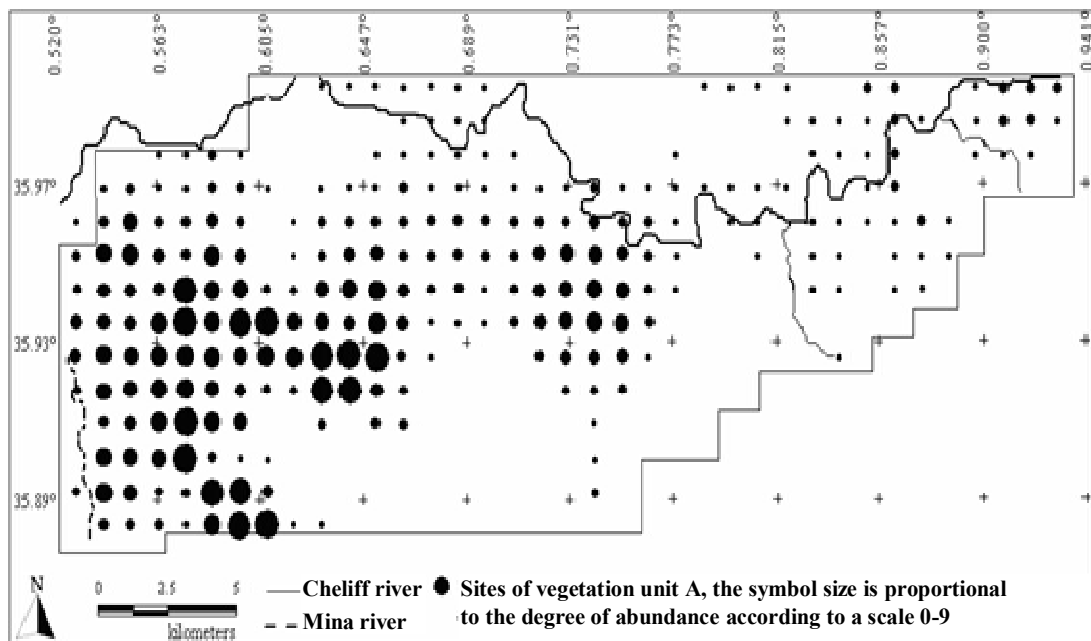 0.520° 0.563° 0.605° 0.647° 0.689° 0.731° 0.773° 0.815° 0.857° 0.900° 0.941°
35.97°
35.93°
35.89°
N
0 2.5 5
kilometers
Cheliff river
Mina river
Sites of vegetation unit A, the symbol size is proportional
to the degree of abundance according to a scale 0-9